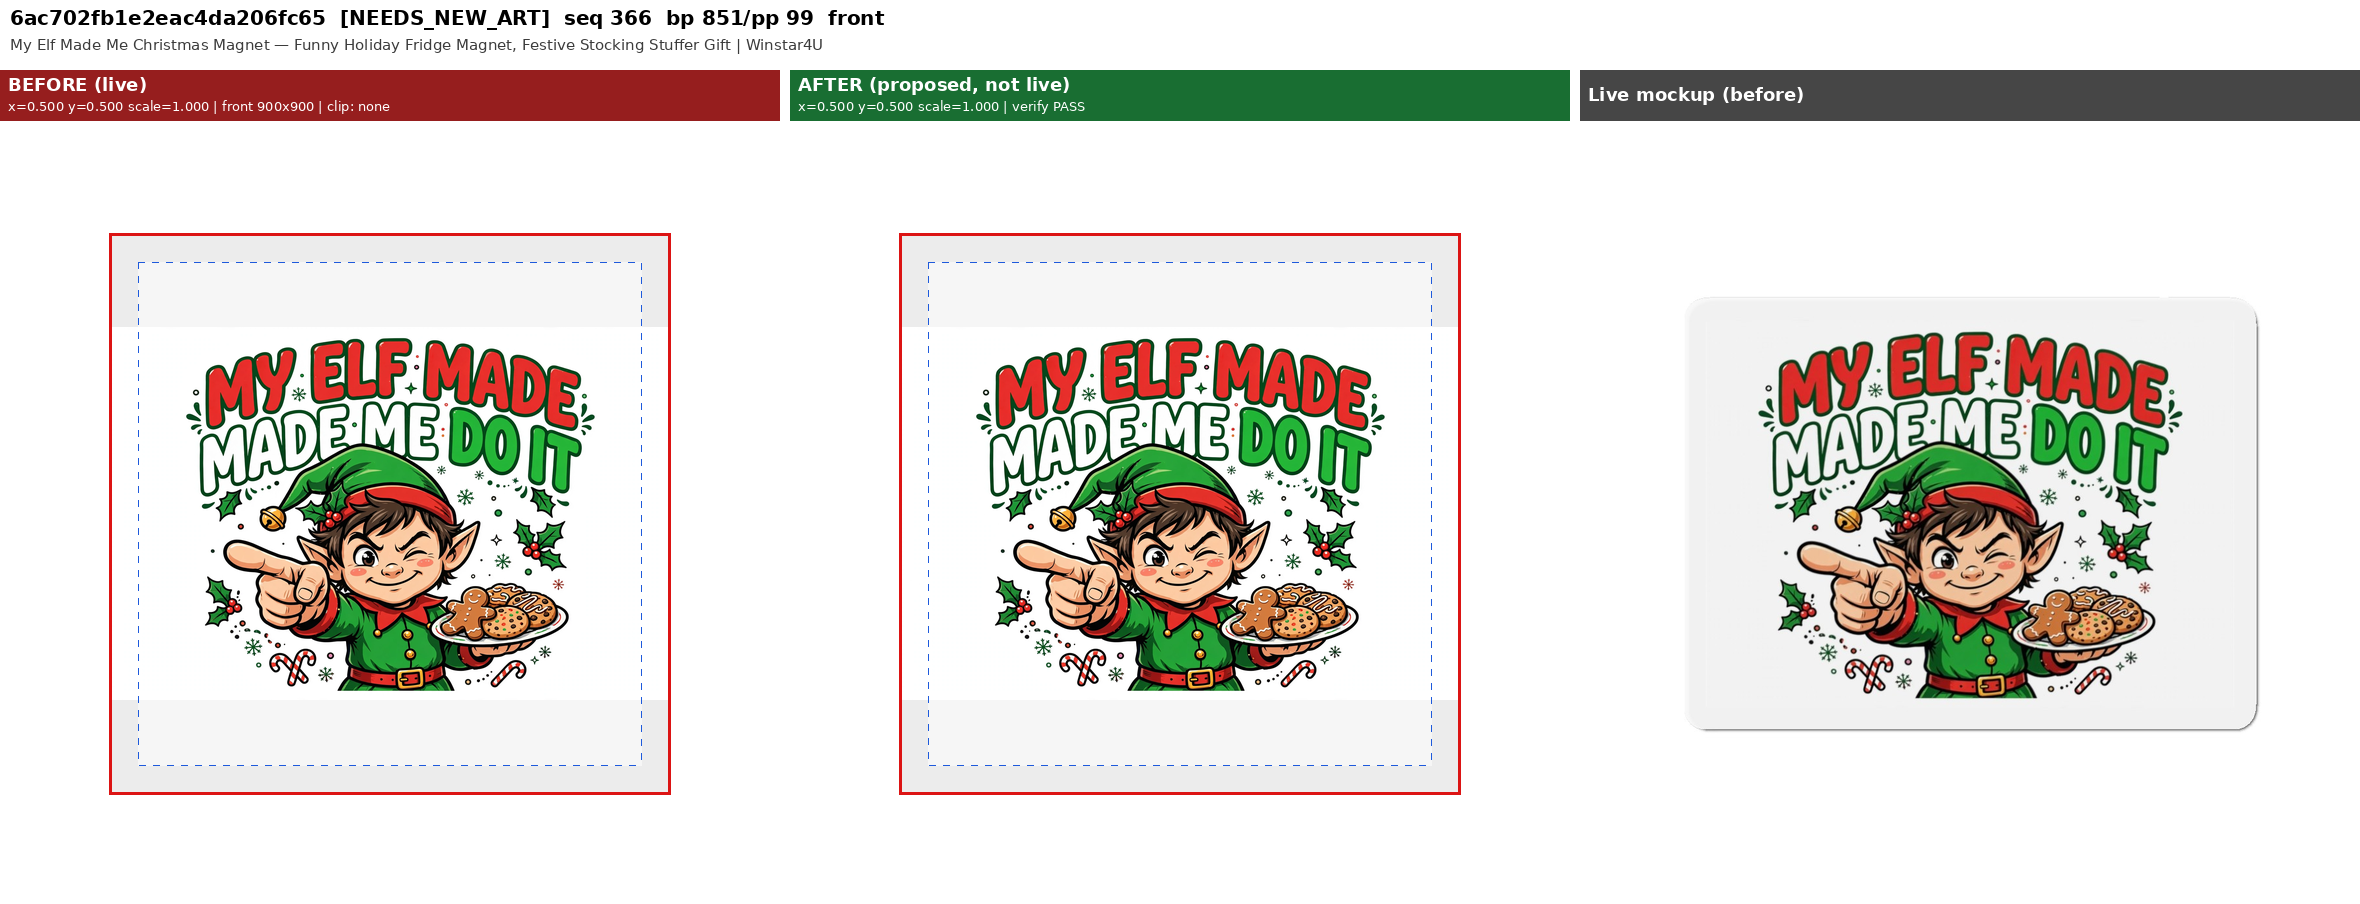 6ac702fb1e2eac4da206fc65 [NEEDS_NEW_ART] seq 366 bp 851/pp 99 front
My Elf Made Me Christmas Magnet — Funny Holiday Fridge Magnet, Festive Stocking Stuffer Gift | Winstar4U
BEFORE (live)
x=0.500 y=0.500 scale=1.000 | front 900x900 | clip: none
MY ELF MADE
MADE ME DO IT
AFTER (proposed, not live)
x=0.500 y=0.500 scale=1.000 | verify PASS
MY ELF MADE
MADE ME DO IT
Live mockup (before)
MY ELF MADE
MADE ME DO IT